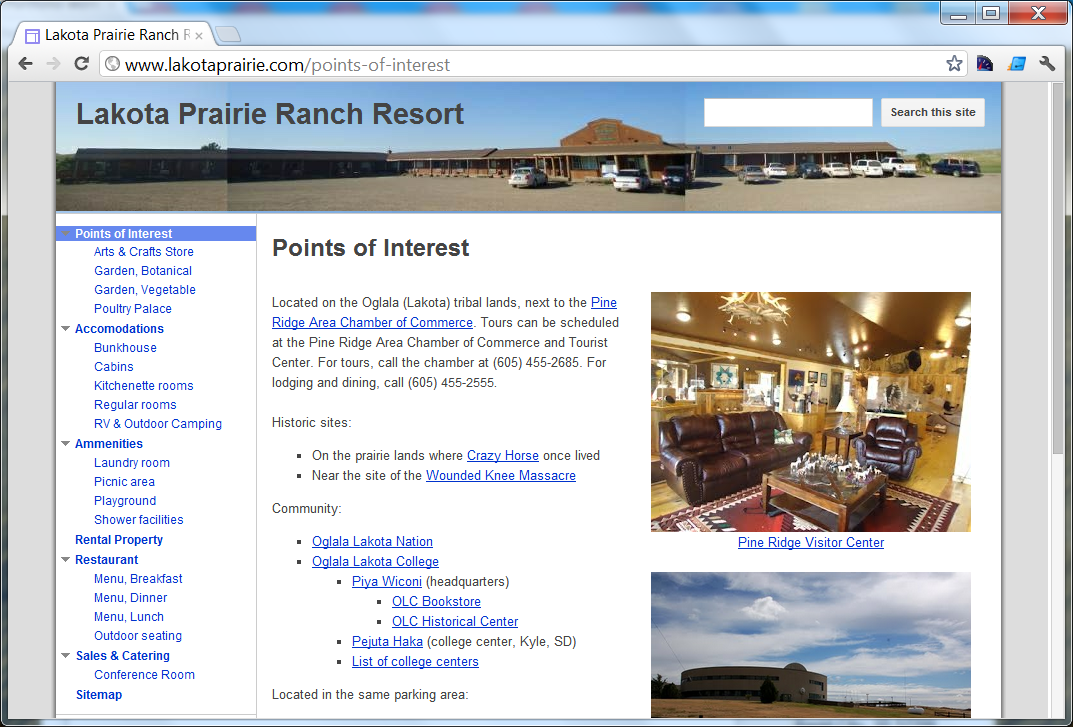 Lakota Prairie Ranch R
www.lakotaprairie.com/points-of-interest
Lakota Prairie Ranch Resort
Search this site
Points of Interest
Arts & Crafts Store
Garden, Botanical
Garden, Vegetable
Poultry Palace
Accomodations
Bunkhouse
Cabins
Kitchenette rooms
Regular rooms
RV & Outdoor Camping
Ammenities
Laundry room
Picnic area
Playground
Shower facilities
Rental Property
Restaurant
Menu, Breakfast
Menu, Dinner
Menu, Lunch
Outdoor seating
Sales & Catering
Conference Room
Sitemap
Points of Interest
Located on the Oglala (Lakota) tribal lands, next to the Pine
Ridge Area Chamber of Commerce. Tours can be scheduled
at the Pine Ridge Area Chamber of Commerce and Tourist
Center. For tours, call the chamber at (605) 455-2685. For
lodging and dining, call (605) 455-2555.
Historic sites:
On the prairie lands where Crazy Horse once lived
Near the site of the Wounded Knee Massacre
Community:
Oglala Lakota Nation
Oglala Lakota College
Piya Wiconi (headquarters)
OLC Bookstore
OLC Historical Center
Pejuta Haka (college center, Kyle, SD)
List of college centers
Located in the same parking area:
Pine Ridge Visitor Center